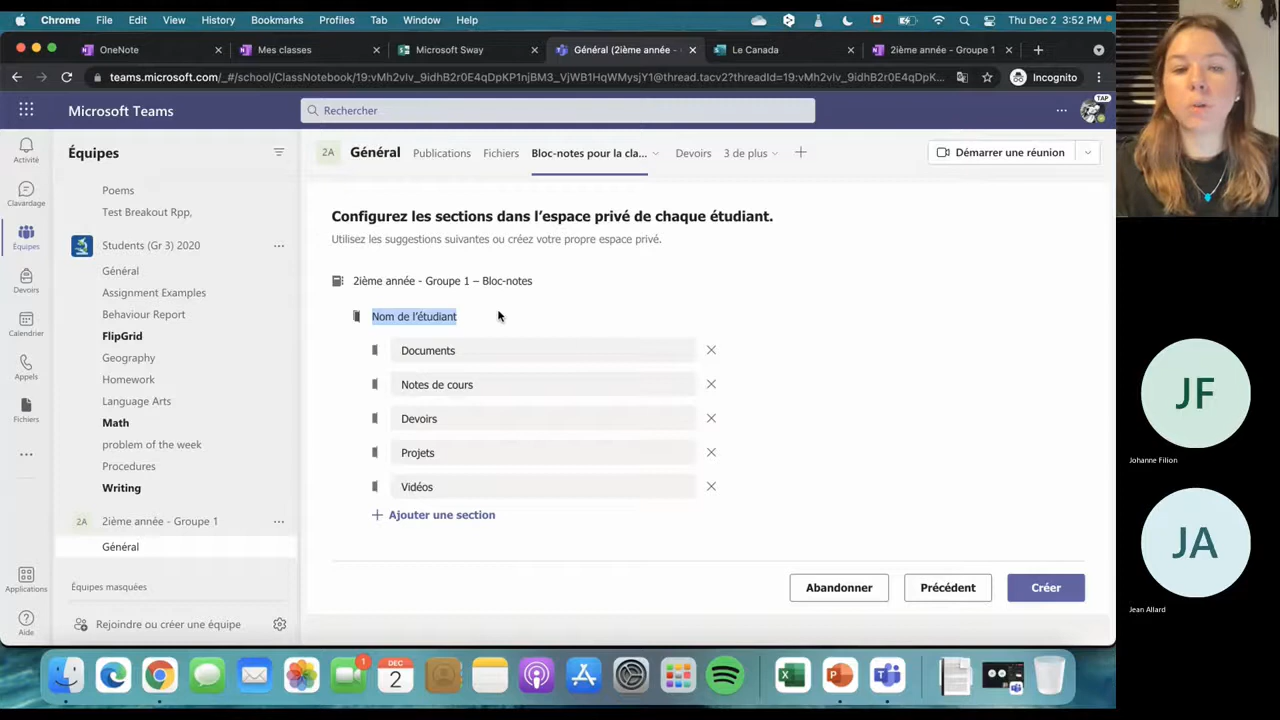 Chrome File Edit View History Bookmarks Profiles Tab Window Help
Thu Dec 2 3:52 PM
OneNote
Mes classes
Microsoft Sway
Général (2ième année -
Le Canada
2ième année - Groupe 1
teams.microsoft.com/_#/school/ClassNotebook/19:vMh2vIv_9idhB2r0E4qDpKP1njBM3_VjWB1HqWMysjY1@thread.tacv2?threadId=19:vMh2vIv_9idhB2r0E4qDpK...
Incognito
Microsoft Teams
Rechercher
TAP
Activité
Clavardage
Équipes
Devoirs
Calendrier
Appels
Fichiers
Applications
Aide
Équipes
Poems
Test Breakout Rpp,
Students (Gr 3) 2020
Général
Assignment Examples
Behaviour Report
FlipGrid
Geography
Homework
Language Arts
Math
problem of the week
Procedures
Writing
2A 2ième année - Groupe 1
Général
Équipes masquées
Rejoindre ou créer une équipe
2A Général Publications Fichiers Bloc-notes pour la cla... Devoirs 3 de plus
Démarrer une réunion
Configurez les sections dans l'espace privé de chaque étudiant.
Utilisez les suggestions suivantes ou créez votre propre espace privé.
2ième année - Groupe 1 – Bloc-notes
Nom de l'étudiant
Documents
Notes de cours
Devoirs
Projets
Vidéos
Ajouter une section
Abandonner
Précédent
Créer
JF
Johanne Filion
JA
Jean Allard
1
DEC
2